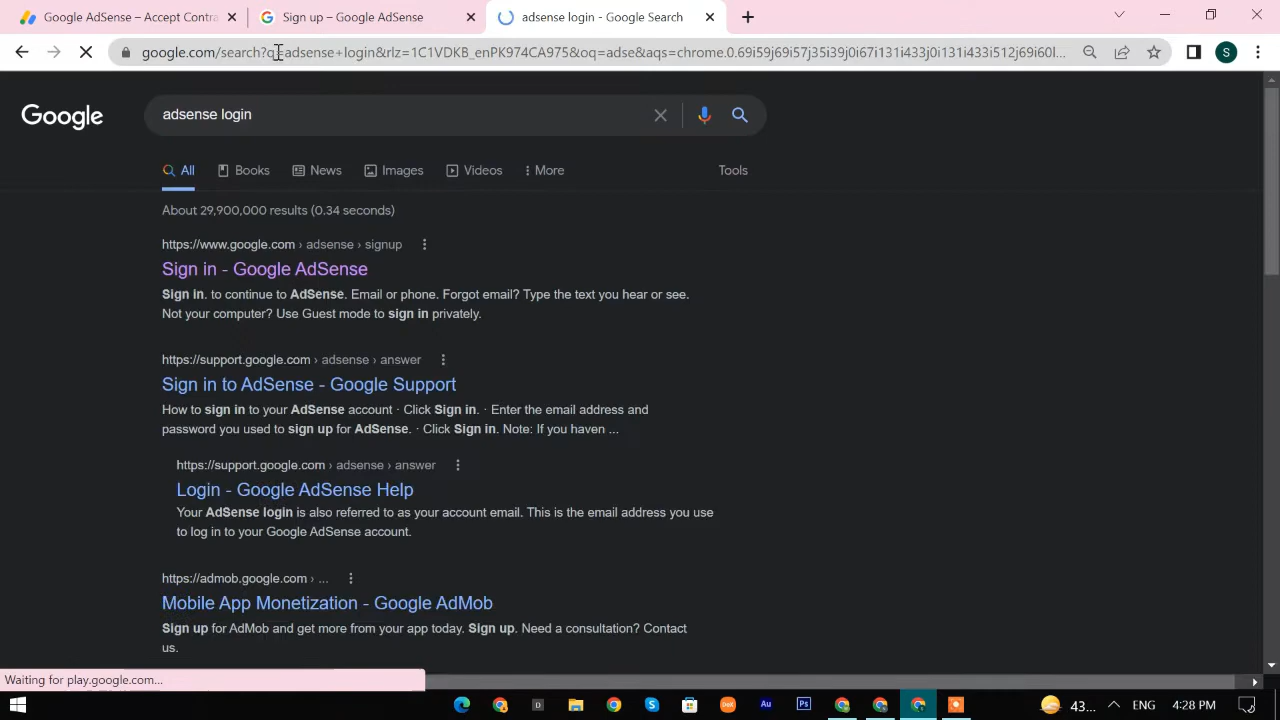 Google AdSense – Accept Contra
Sign up – Google AdSense
adsense login - Google Search
google.com/search?q=adsense+login&rlz=1C1VDKB_enPK974CA975&oq=adse&aqs=chrome.0.69i59j69i57j35i39j0i67i131i433j0i131i433i512j69i60l...
S
Google
adsense login
All
Books
News
Images
Videos
More
Tools
About 29,900,000 results (0.34 seconds)
https://www.google.com › adsense › signup
Sign in - Google AdSense
Sign in. to continue to AdSense. Email or phone. Forgot email? Type the text you hear or see.
Not your computer? Use Guest mode to sign in privately.
https://support.google.com › adsense › answer
Sign in to AdSense - Google Support
How to sign in to your AdSense account · Click Sign in. · Enter the email address and
password you used to sign up for AdSense. · Click Sign in. Note: If you haven ...
https://support.google.com › adsense › answer
Login - Google AdSense Help
Your AdSense login is also referred to as your account email. This is the email address you use
to log in to your Google AdSense account.
https://admob.google.com › ...
Mobile App Monetization - Google AdMob
Sign up for AdMob and get more from your app today. Sign up. Need a consultation? Contact
us.
Waiting for play.google.com...
D
S
DeX
Au
Ps
43...
ENG
4:28 PM